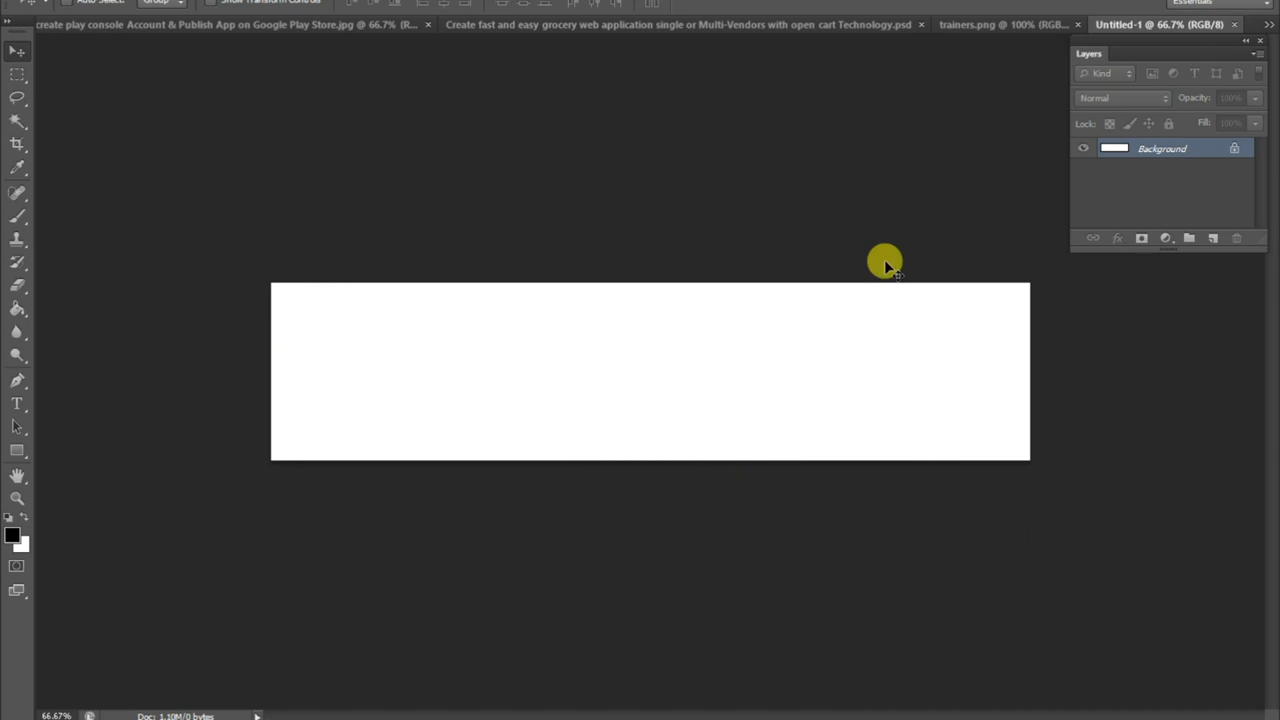 Auto-Select: Group Show Transform Controls Essentials
create play console Account & Publish App on Google Play Store.jpg @ 66.7% (R... × Create fast and easy grocery web application single or Multi-Vendors with open cart Technology.psd × trainers.png @ 100% (RGB... × Untitled-1 @ 66.7% (RGB/8) ×
Layers
Kind
Normal Opacity: 100%
Lock: Fill: 100%
Background
66.67% Doc: 1.10M/0 bytes